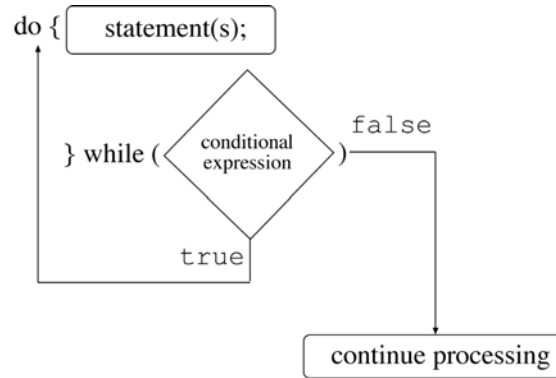 do { statement(s);
} while ( conditional expression )
false
true
continue processing